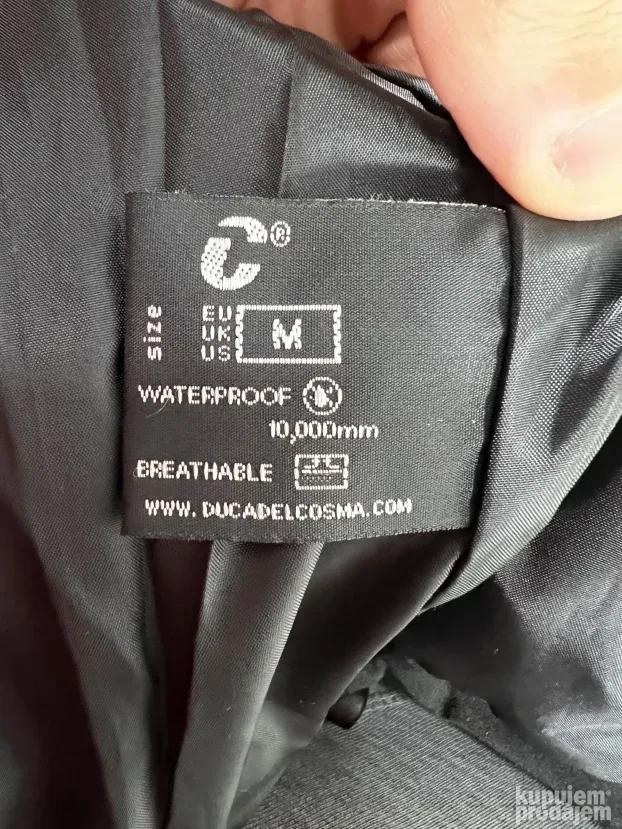 ®
size
EU
UK
US
M
WATERPROOF
10,000mm
BREATHABLE
WWW.DUCADELCOSMA.COM
kupujem
prodajem